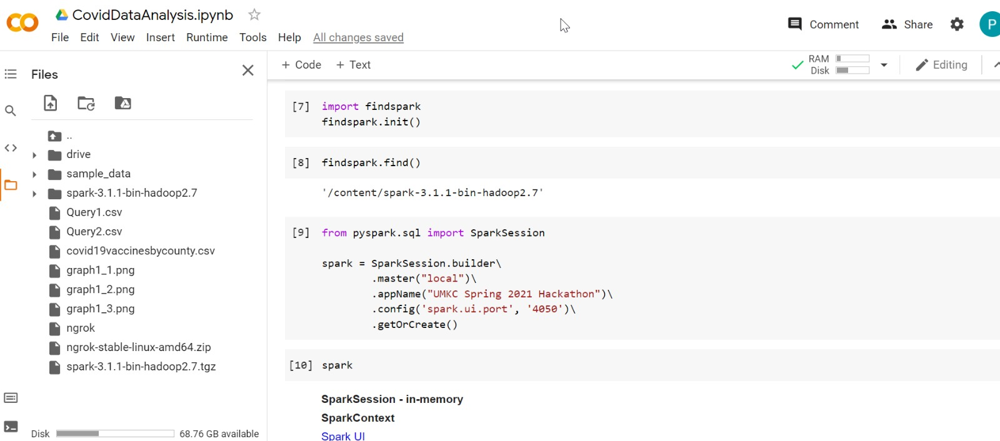 CovidDataAnalysis.ipynb
File Edit View Insert Runtime Tools Help All changes saved
Comment
Share
P
Files
+ Code + Text
RAM
Disk
Editing
..
drive
sample_data
spark-3.1.1-bin-hadoop2.7
Query1.csv
Query2.csv
covid19vaccinesbycounty.csv
graph1_1.png
graph1_2.png
graph1_3.png
ngrok
ngrok-stable-linux-amd64.zip
spark-3.1.1-bin-hadoop2.7.tgz
Disk 68.76 GB available
[7] import findspark
findspark.init()
[8] findspark.find()
'/content/spark-3.1.1-bin-hadoop2.7'
[9] from pyspark.sql import SparkSession
spark = SparkSession.builder\
.master("local")\
.appName("UMKC Spring 2021 Hackathon")\
.config('spark.ui.port', '4050')\
.getOrCreate()
[10] spark
SparkSession - in-memory
SparkContext
Spark UI